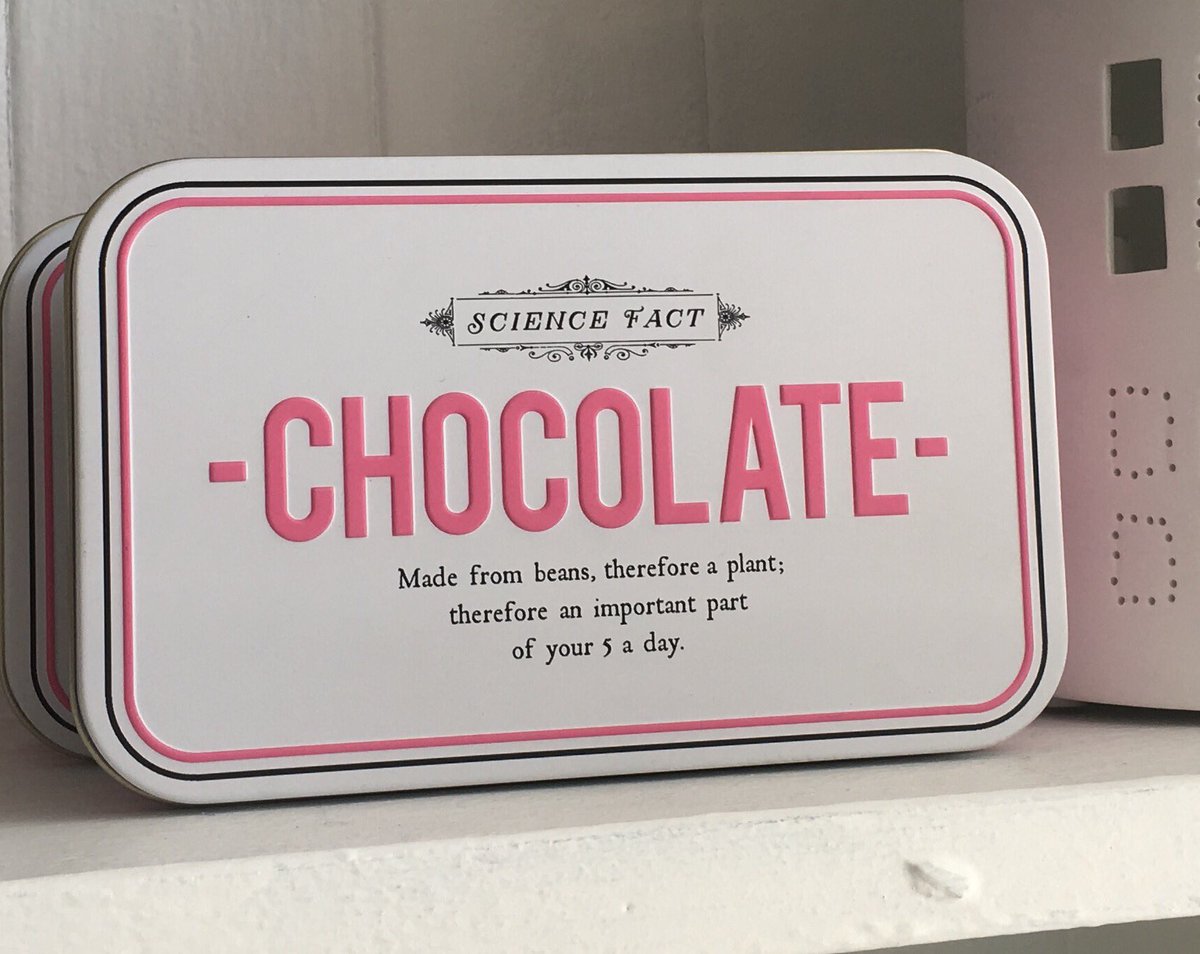 SCIENCE FACT
-CHOCOLATE-
Made from beans, therefore a plant;
therefore an important part
of your 5 a day.